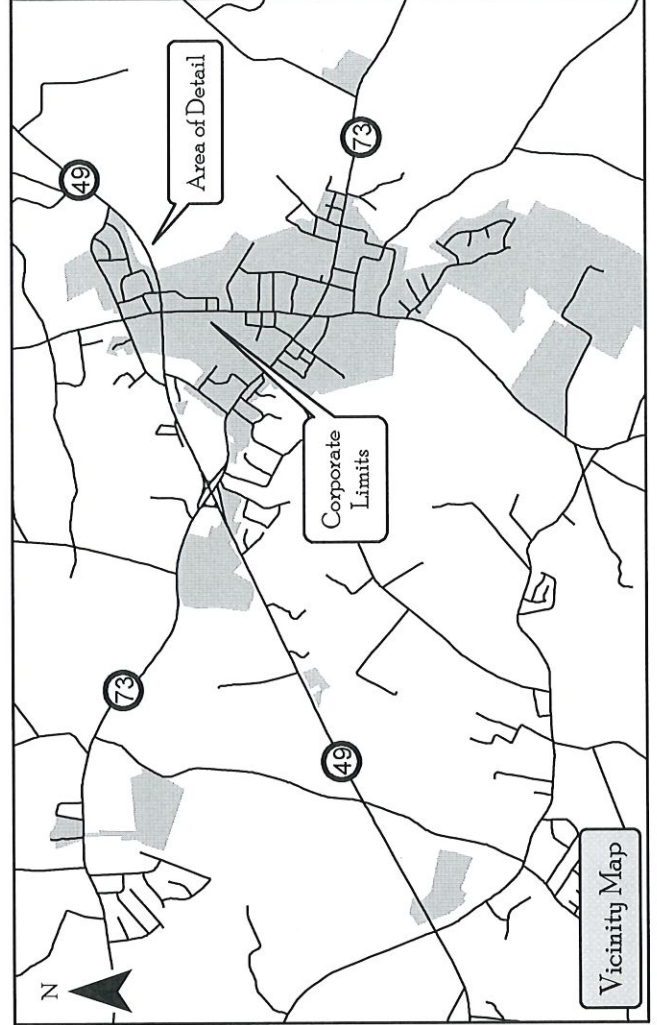 N
49
73
Area of Detail
Corporate
Limits
49
73
Vicinity Map